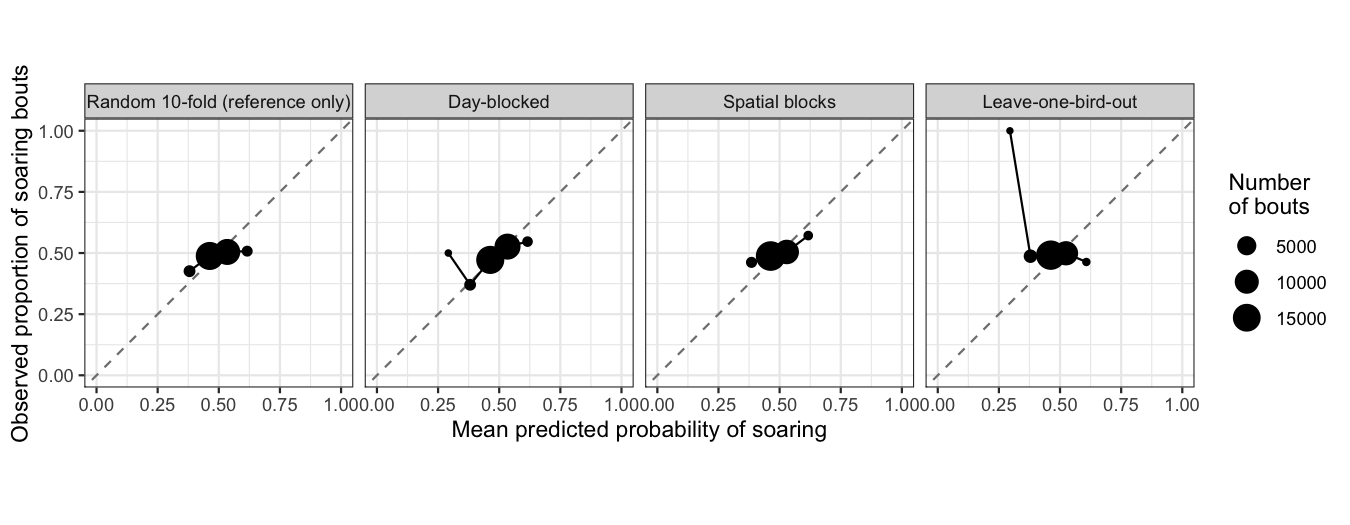 Random 10-fold (reference only)
Day-blocked
Spatial blocks
Leave-one-bird-out
Observed proportion of soaring bouts
1.00
0.75
0.50
0.25
0.00
0.00 0.25 0.50 0.75 1.00
0.00 0.25 0.50 0.75 1.00
0.00 0.25 0.50 0.75 1.00
0.00 0.25 0.50 0.75 1.00
Mean predicted probability of soaring
Number
of bouts
5000
10000
15000